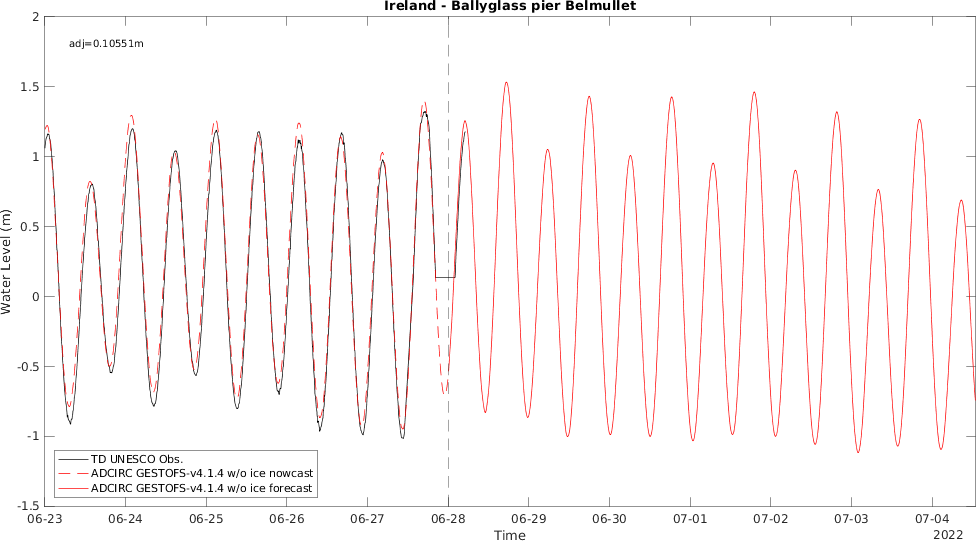 Ireland - Ballyglass pier Belmullet
adj=0.10551m
Water Level (m)
2
1.5
1
0.5
0
-0.5
-1
-1.5
TD UNESCO Obs.
ADCIRC GESTOFS-v4.1.4 w/o ice nowcast
ADCIRC GESTOFS-v4.1.4 w/o ice forecast
06-23 06-24 06-25 06-26 06-27 06-28 06-29 06-30 07-01 07-02 07-03 07-04
Time
2022